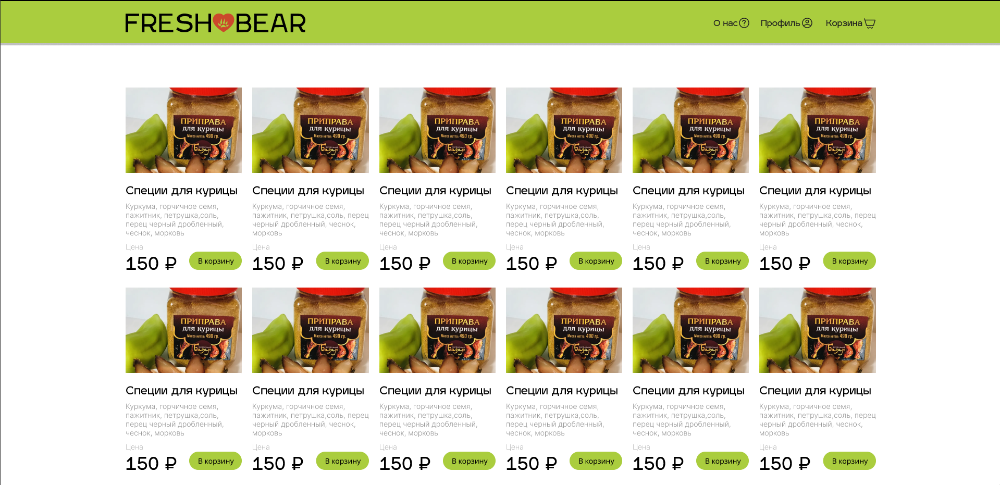 FRESH BEAR
О нас
Профиль
Корзина
ПРИПРАВА
для курицы
Масса нетто: 490 гр.
Базар
Специи для курицы
Куркума, горчичное семя,
пажитник, петрушка,соль,
перец черный дробленный,
чеснок, морковь
Цена
150 ₽
В корзину
ПРИПРАВА
для курицы
Масса нетто: 490 гр.
Базар
Специи для курицы
Куркума, горчичное семя,
пажитник, петрушка,соль, перец
черный дробленный, чеснок,
морковь
Цена
150 ₽
В корзину
ПРИПРАВА
для курицы
Масса нетто: 490 гр.
Базар
Специи для курицы
Куркума, горчичное семя,
пажитник, петрушка,соль,
перец черный дробленный,
чеснок, морковь
Цена
150 ₽
В корзину
ПРИПРАВА
для курицы
Масса нетто: 490 гр.
Базар
Специи для курицы
Куркума, горчичное семя,
пажитник, петрушка,соль,
перец черный дробленный,
чеснок, морковь
Цена
150 ₽
В корзину
ПРИПРАВА
для курицы
Масса нетто: 490 гр.
Базар
Специи для курицы
Куркума, горчичное семя,
пажитник, петрушка,соль,
перец черный дробленный,
чеснок, морковь
Цена
150 ₽
В корзину
ПРИПРАВА
для курицы
Масса нетто: 490 гр.
Базар
Специи для курицы
Куркума, горчичное семя,
пажитник, петрушка,соль, перец
черный дробленный, чеснок,
морковь
Цена
150 ₽
В корзину
ПРИПРАВА
для курицы
Масса нетто: 490 гр.
Базар
Специи для курицы
Куркума, горчичное семя,
пажитник, петрушка,соль,
перец черный дробленный,
чеснок, морковь
Цена
150 ₽
В корзину
ПРИПРАВА
для курицы
Масса нетто: 490 гр.
Базар
Специи для курицы
Куркума, горчичное семя,
пажитник, петрушка,соль, перец
черный дробленный, чеснок,
морковь
Цена
150 ₽
В корзину
ПРИПРАВА
для курицы
Масса нетто: 490 гр.
Базар
Специи для курицы
Куркума, горчичное семя,
пажитник, петрушка,соль,
перец черный дробленный,
чеснок, морковь
Цена
150 ₽
В корзину
ПРИПРАВА
для курицы
Масса нетто: 490 гр.
Базар
Специи для курицы
Куркума, горчичное семя,
пажитник, петрушка,соль,
перец черный дробленный,
чеснок, морковь
Цена
150 ₽
В корзину
ПРИПРАВА
для курицы
Масса нетто: 490 гр.
Базар
Специи для курицы
Куркума, горчичное семя,
пажитник, петрушка,соль,
перец черный дробленный,
чеснок, морковь
Цена
150 ₽
В корзину
ПРИПРАВА
для курицы
Масса нетто: 490 гр.
Базар
Специи для курицы
Куркума, горчичное семя,
пажитник, петрушка,соль, перец
черный дробленный, чеснок,
морковь
Цена
150 ₽
В корзину